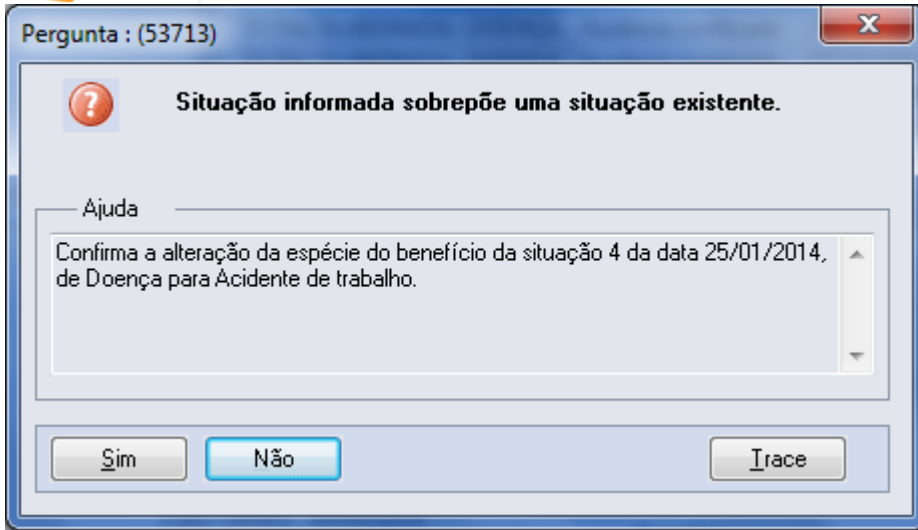 Pergunta : (53713)
Situação informada sobrepõe uma situação existente.
Ajuda
Confirma a alteração da espécie do benefício da situação 4 da data 25/01/2014,
de Doença para Acidente de trabalho.
Sim
Não
Trace